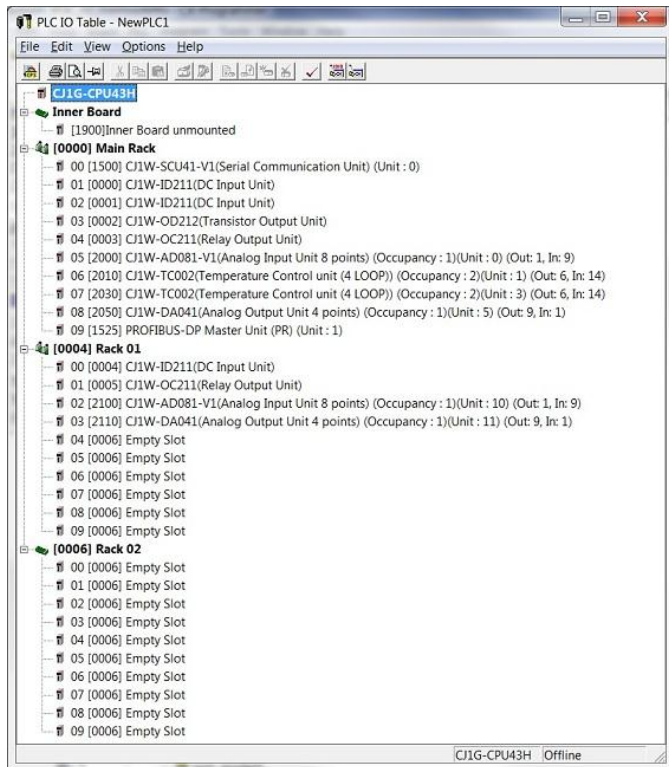 PLC IO Table - NewPLC1
File Edit View Options Help
CJ1G-CPU43H
Inner Board
[1900]Inner Board unmounted
[0000] Main Rack
00 [1500] CJ1W-SCU41-V1(Serial Communication Unit) (Unit : 0)
01 [0000] CJ1W-ID211(DC Input Unit)
02 [0001] CJ1W-ID211(DC Input Unit)
03 [0002] CJ1W-OD212(Transistor Output Unit)
04 [0003] CJ1W-OC211(Relay Output Unit)
05 [2000] CJ1W-AD081-V1(Analog Input Unit 8 points) (Occupancy : 1)(Unit : 0) (Out: 1, In: 9)
06 [2010] CJ1W-TC002(Temperature Control unit (4 LOOP)) (Occupancy : 2)(Unit : 1) (Out: 6, In: 14)
07 [2030] CJ1W-TC002(Temperature Control unit (4 LOOP)) (Occupancy : 2)(Unit : 3) (Out: 6, In: 14)
08 [2050] CJ1W-DA041(Analog Output Unit 4 points) (Occupancy : 1)(Unit : 5) (Out: 9, In: 1)
09 [1525] PROFIBUS-DP Master Unit (PR) (Unit : 1)
[0004] Rack 01
00 [0004] CJ1W-ID211(DC Input Unit)
01 [0005] CJ1W-OC211(Relay Output Unit)
02 [2100] CJ1W-AD081-V1(Analog Input Unit 8 points) (Occupancy : 1)(Unit : 10) (Out: 1, In: 9)
03 [2110] CJ1W-DA041(Analog Output Unit 4 points) (Occupancy : 1)(Unit : 11) (Out: 9, In: 1)
04 [0006] Empty Slot
05 [0006] Empty Slot
06 [0006] Empty Slot
07 [0006] Empty Slot
08 [0006] Empty Slot
09 [0006] Empty Slot
[0006] Rack 02
00 [0006] Empty Slot
01 [0006] Empty Slot
02 [0006] Empty Slot
03 [0006] Empty Slot
04 [0006] Empty Slot
05 [0006] Empty Slot
06 [0006] Empty Slot
07 [0006] Empty Slot
08 [0006] Empty Slot
09 [0006] Empty Slot
CJ1G-CPU43H Offline